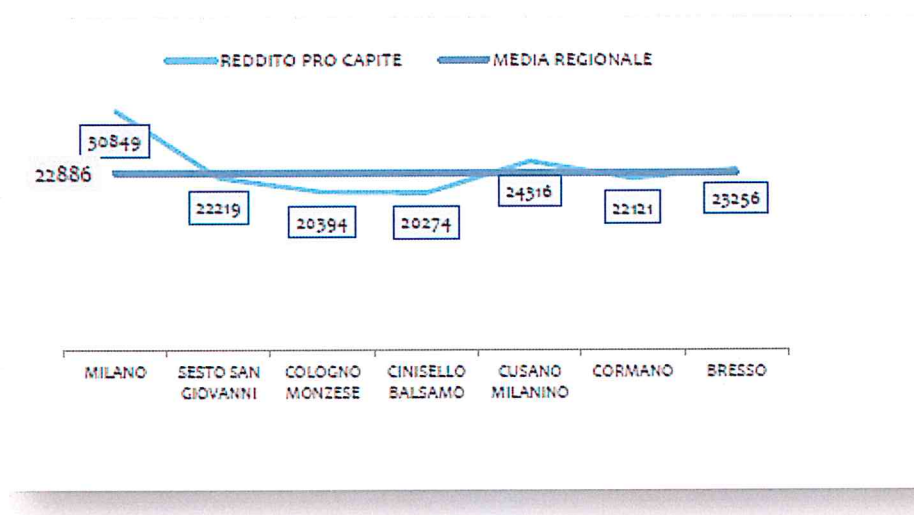 REDDITO PRO CAPITE MEDIA REGIONALE
30849
22886
22219
20394
20274
24316
22121
23256
MILANO
SESTO SAN
GIOVANNI
COLOGNO
MONZESE
CINISELLO
BALSAMO
CUSANO
MILANINO
CORMANO
BRESSO